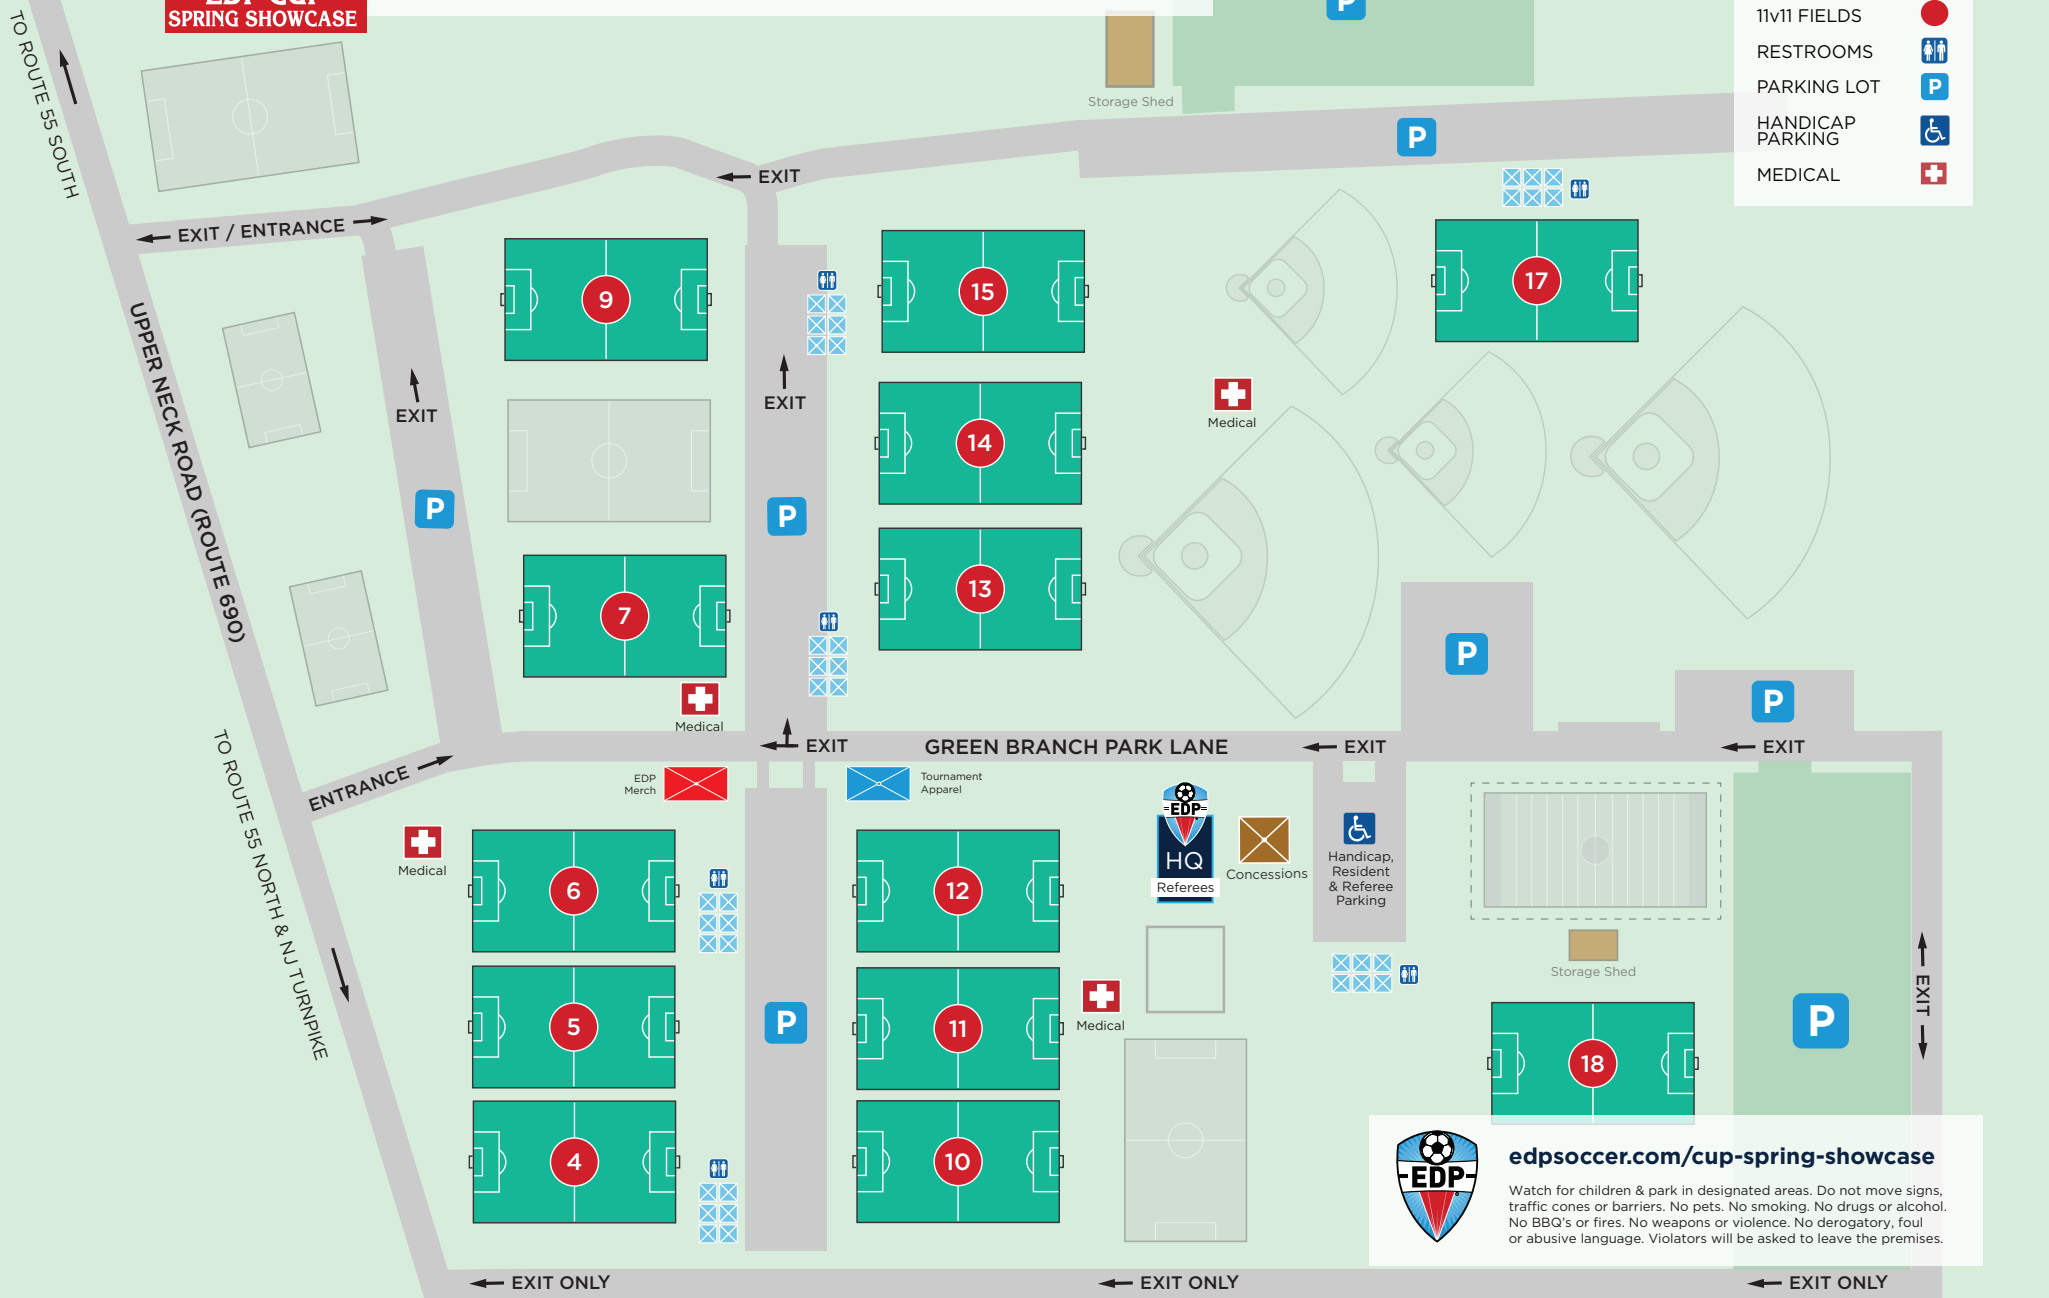 SPRING SHOWCASE
P
11v11 FIELDS
RESTROOMS
PARKING LOT P
HANDICAP
PARKING
MEDICAL
Storage Shed
P
TO ROUTE 55 SOUTH
EXIT
EXIT / ENTRANCE
9
15
17
UPPER NECK ROAD (ROUTE 690)
EXIT
EXIT
14
Medical
P
P
13
7
P
P
Medical
EXIT
GREEN BRANCH PARK LANE
EXIT
EXIT
ENTRANCE
EDP
Merch
Tournament
Apparel
TO ROUTE 55 NORTH & NJ TURNPIKE
Medical
6
12
EDP
HQ
Referees
Concessions
Handicap,
Resident
& Referee
Parking
Storage Shed
EXIT
5
P
11
Medical
P
18
4
10
EDP
edpsoccer.com/cup-spring-showcase
Watch for children & park in designated areas. Do not move signs,
traffic cones or barriers. No pets. No smoking. No drugs or alcohol.
No BBQ's or fires. No weapons or violence. No derogatory, foul
or abusive language. Violators will be asked to leave the premises.
EXIT ONLY
EXIT ONLY
EXIT ONLY